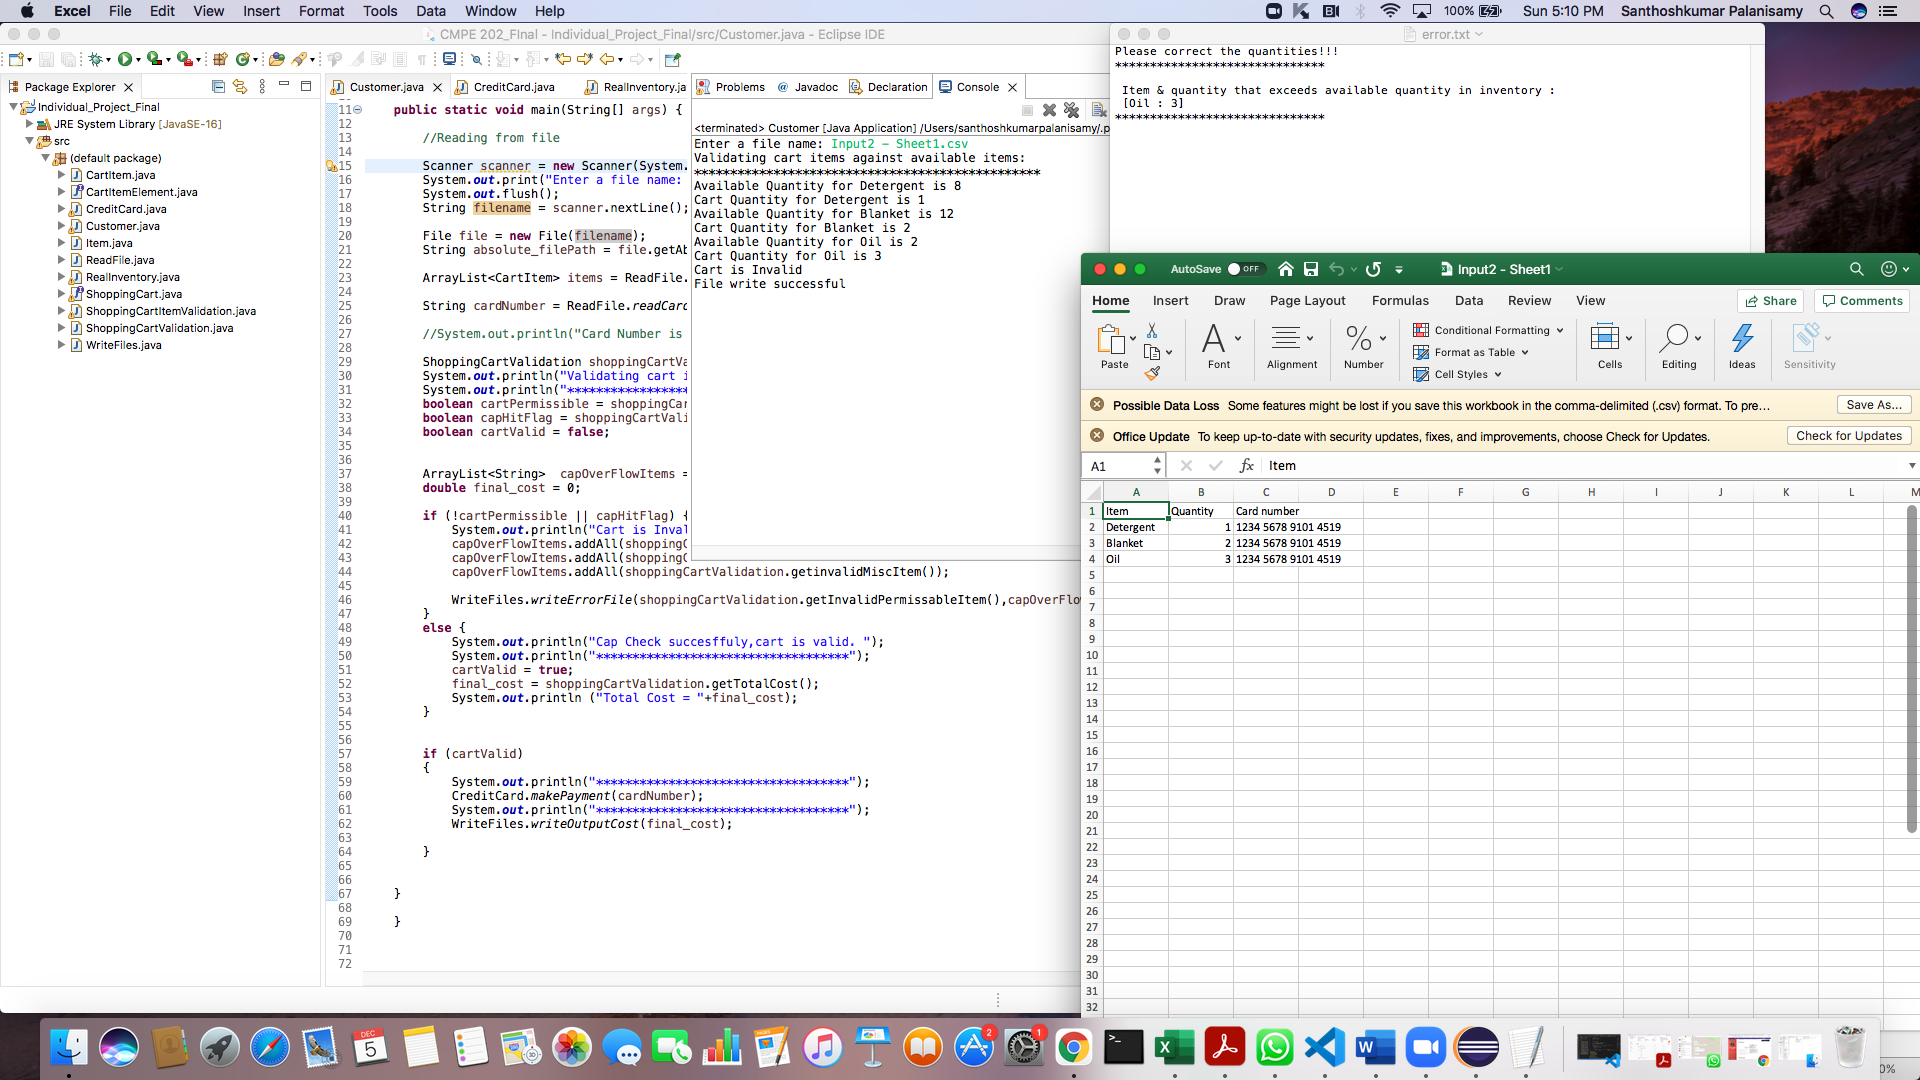 Excel File Edit View Insert Format Tools Data Window Help
100% Sun 5:10 PM Santhoshkumar Palanisamy
CMPE 202_FInal - Individual_Project_Final/src/Customer.java - Eclipse IDE
Package Explorer
Individual_Project_Final
JRE System Library [JavaSE-16]
src
(default package)
CartItem.java
CartItemElement.java
CreditCard.java
Customer.java
Item.java
ReadFile.java
RealInventory.java
ShoppingCart.java
ShoppingCartItemValidation.java
ShoppingCartValidation.java
WriteFiles.java
Customer.java CreditCard.java RealInventory.ja
11 public static void main(String[] args) {
12
13 //Reading from file
14
15 Scanner scanner = new Scanner(System.
16 System.out.print("Enter a file name:
17 System.out.flush();
18 String filename = scanner.nextLine();
19
20 File file = new File(filename);
21 String absolute_filePath = file.getAb
22
23 ArrayList<CartItem> items = ReadFile.
24
25 String cardNumber = ReadFile.readCarc
26
27 //System.out.println("Card Number is
28
29 ShoppingCartValidation shoppingCartVa
30 System.out.println("Validating cart i
31 System.out.println("*****************
32 boolean cartPermissible = shoppingCar
33 boolean capHitFlag = shoppingCartVali
34 boolean cartValid = false;
35
36
37 ArrayList<String> capOverFlowItems =
38 double final_cost = 0;
39
40 if (!cartPermissible || capHitFlag) {
41 System.out.println("Cart is Inval
42 capOverFlowItems.addAll(shoppingC
43 capOverFlowItems.addAll(shoppingC
44 capOverFlowItems.addAll(shoppingCartValidation.getinvalidMiscItem());
45
46 WriteFiles.writeErrorFile(shoppingCartValidation.getInvalidPermissableItem(),capOverFlo
47 }
48 else {
49 System.out.println("Cap Check succesffuly,cart is valid. ");
50 System.out.println("***********************************");
51 cartValid = true;
52 final_cost = shoppingCartValidation.getTotalCost();
53 System.out.println ("Total Cost = "+final_cost);
54 }
55
56
57 if (cartValid)
58 {
59 System.out.println("***********************************");
60 CreditCard.makePayment(cardNumber);
61 System.out.println("***********************************");
62 WriteFiles.writeOutputCost(final_cost);
63
64 }
65
66
67 }
68
69 }
70
71
72
Problems Javadoc Declaration Console
<terminated> Customer [Java Application] /Users/santhoshkumarpalanisamy/.p
Enter a file name: Input2 - Sheet1.csv
Validating cart items against available items:
************************************************
Available Quantity for Detergent is 8
Cart Quantity for Detergent is 1
Available Quantity for Blanket is 12
Cart Quantity for Blanket is 2
Available Quantity for Oil is 2
Cart Quantity for Oil is 3
Cart is Invalid
File write successful
error.txt
Please correct the quantities!!!
*****************************
Item & quantity that exceeds available quantity in inventory :
[Oil : 3]
*****************************
AutoSave OFF Input2 - Sheet1
Home Insert Draw Page Layout Formulas Data Review View Share Comments
Paste Font Alignment Number Conditional Formatting Format as Table Cell Styles Cells Editing Ideas Sensitivity
Possible Data Loss Some features might be lost if you save this workbook in the comma-delimited (.csv) format. To pre... Save As...
Office Update To keep up-to-date with security updates, fixes, and improvements, choose Check for Updates. Check for Updates
A1 fx Item
A B C D E F G H I J K L M
1 Item Quantity Card number
2 Detergent 1 1234 5678 9101 4519
3 Blanket 2 1234 5678 9101 4519
4 Oil 3 1234 5678 9101 4519
5
6
7
8
9
10
11
12
13
14
15
16
17
18
19
20
21
22
23
24
25
26
27
28
29
30
31
32
DEC
5
2
1
0%